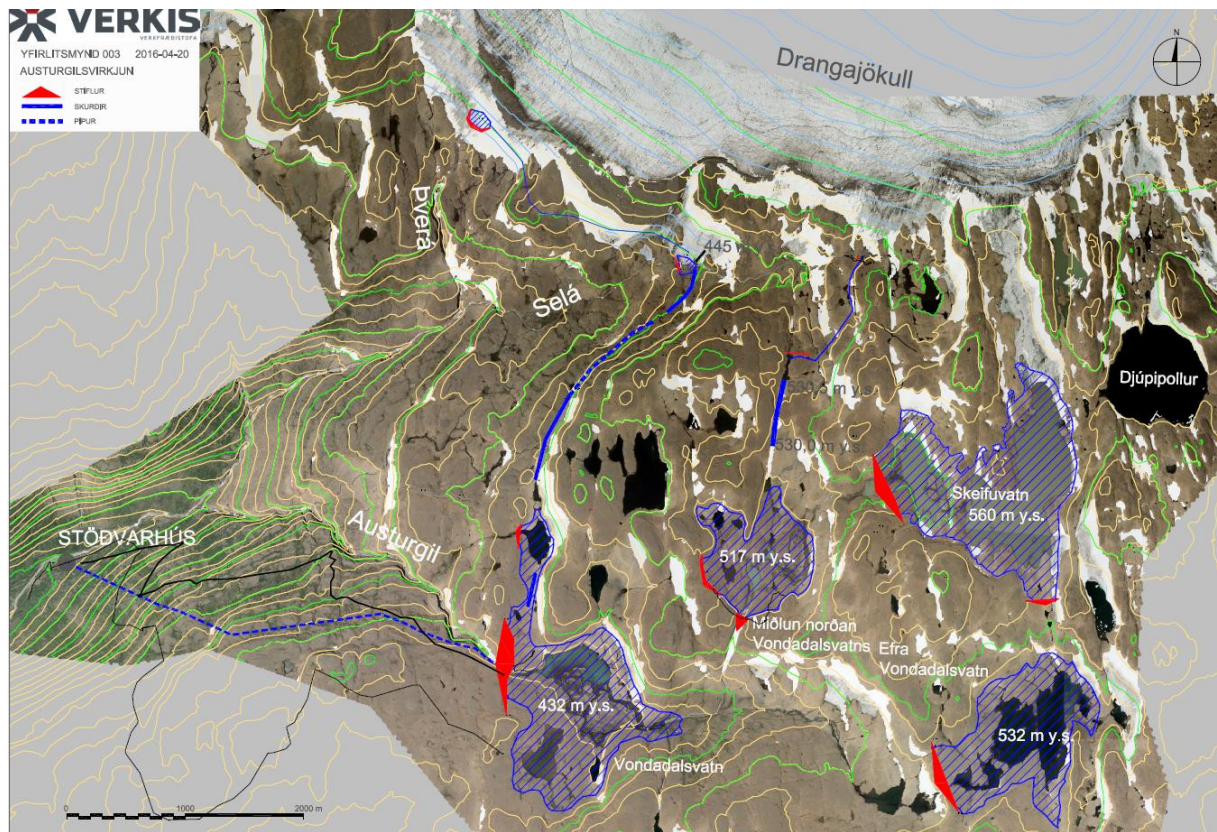 VERKIS
VERKFRÆÐISTOFA
YFIRLITSMYND 003 2016-04-20
AUSTURGILSVIRKJUN
STÍFLUR
SKURÐIR
PÍPUR
N
Drangajökull
Þverá
445
Selá
Djúpipollur
530,0 m y.s.
Skeifuvatn
560 m y.s.
Austurgil
STÖÐVARHÚS
517 m y.s.
Miðlun norðan
Vondadalsvatns
Efra
Vondadalsvatn
432 m y.s.
532 m y.s.
Vondadalsvatn
0 1000 2000 m